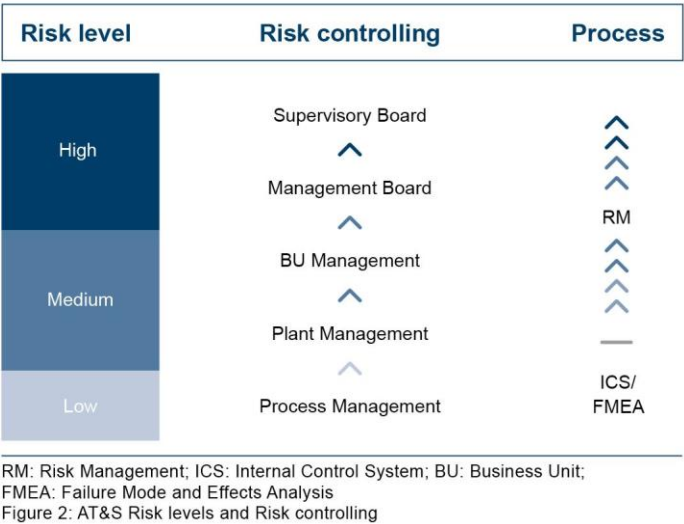 Risk level Risk controlling Process
Supervisory Board
High
Management Board
RM
BU Management
Medium
Plant Management
ICS/
FMEA
Low Process Management
RM: Risk Management; ICS: Internal Control System; BU: Business Unit;
FMEA: Failure Mode and Effects Analysis
Figure 2: AT&S Risk levels and Risk controlling